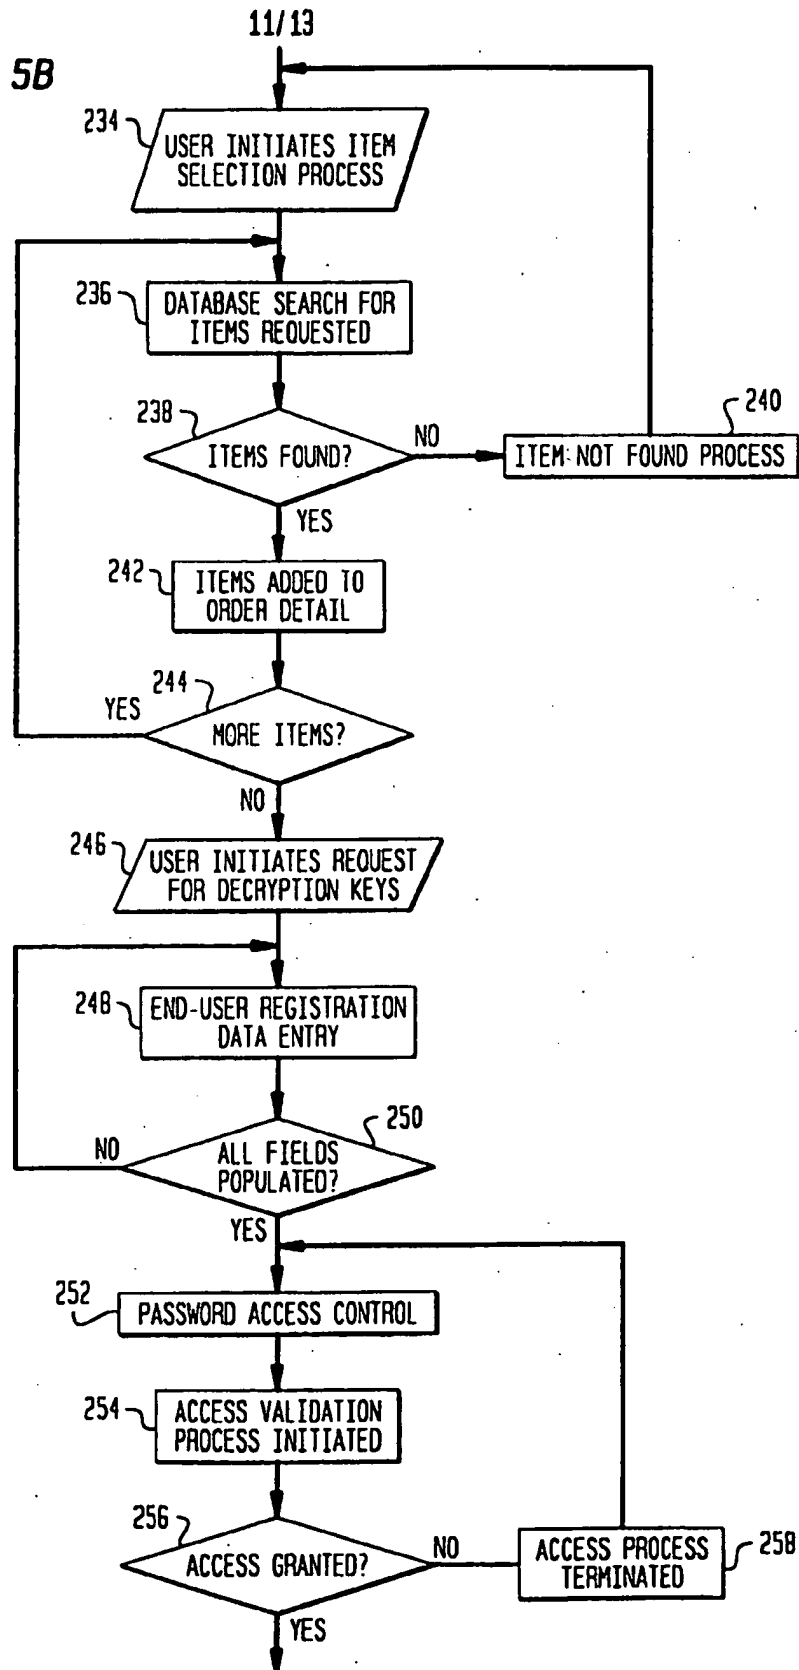 11/13
5B
234
USER INITIATES ITEM
SELECTION PROCESS
236
DATABASE SEARCH FOR
ITEMS REQUESTED
238
ITEMS FOUND?
NO
240
ITEM NOT FOUND PROCESS
YES
242
ITEMS ADDED TO
ORDER DETAIL
244
YES
MORE ITEMS?
NO
246
USER INITIATES REQUEST
FOR DECRYPTION KEYS
248
END-USER REGISTRATION
DATA ENTRY
250
NO
ALL FIELDS
POPULATED?
YES
252
PASSWORD ACCESS CONTROL
254
ACCESS VALIDATION
PROCESS INITIATED
256
ACCESS GRANTED?
NO
ACCESS PROCESS
TERMINATED
258
YES